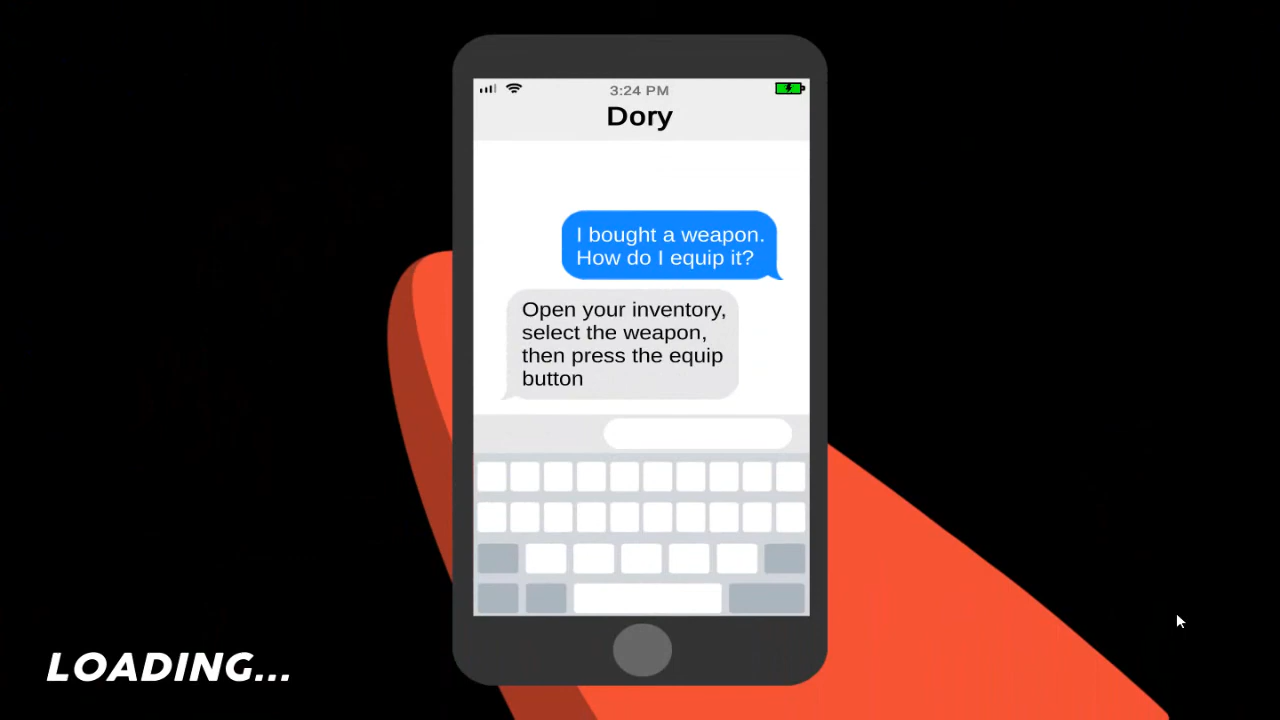 3:24 PM
Dory
I bought a weapon.
How do I equip it?
Open your inventory,
select the weapon,
then press the equip
button
LOADING...